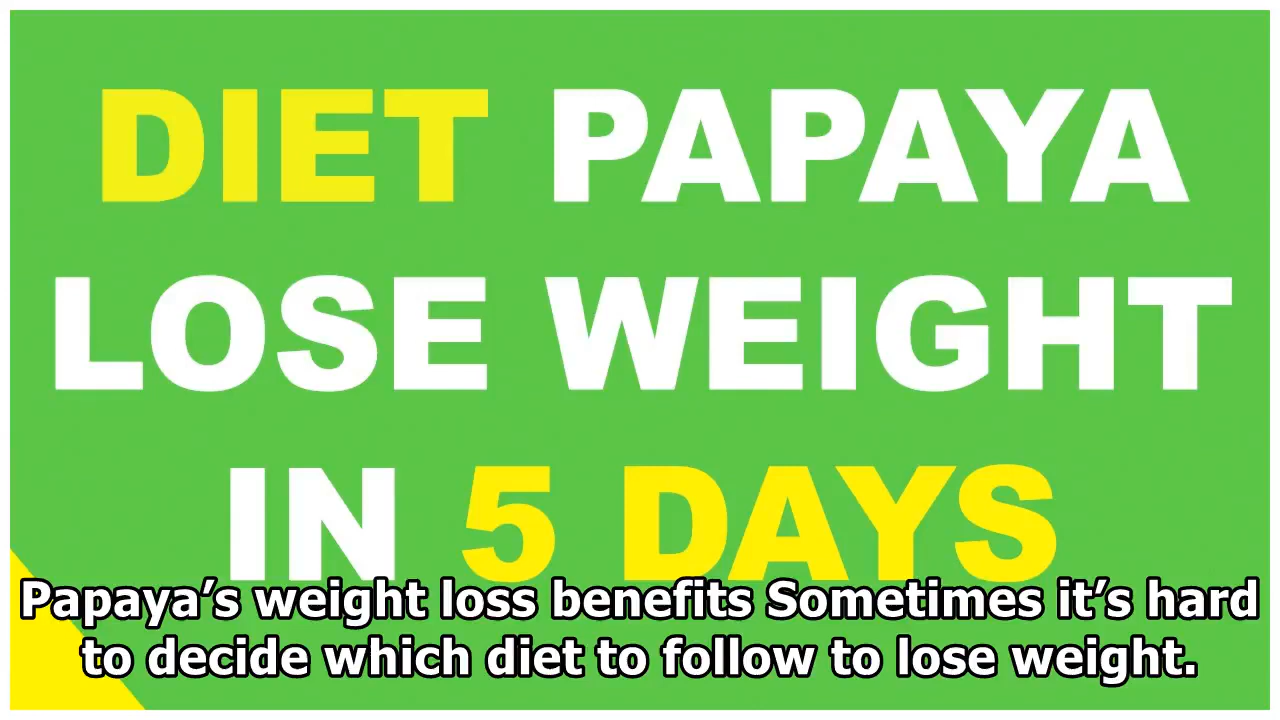 DIET PAPAYA
LOSE WEIGHT
IN 5 DAYS
Papaya’s weight loss benefits Sometimes it’s hard
to decide which diet to follow to lose weight.